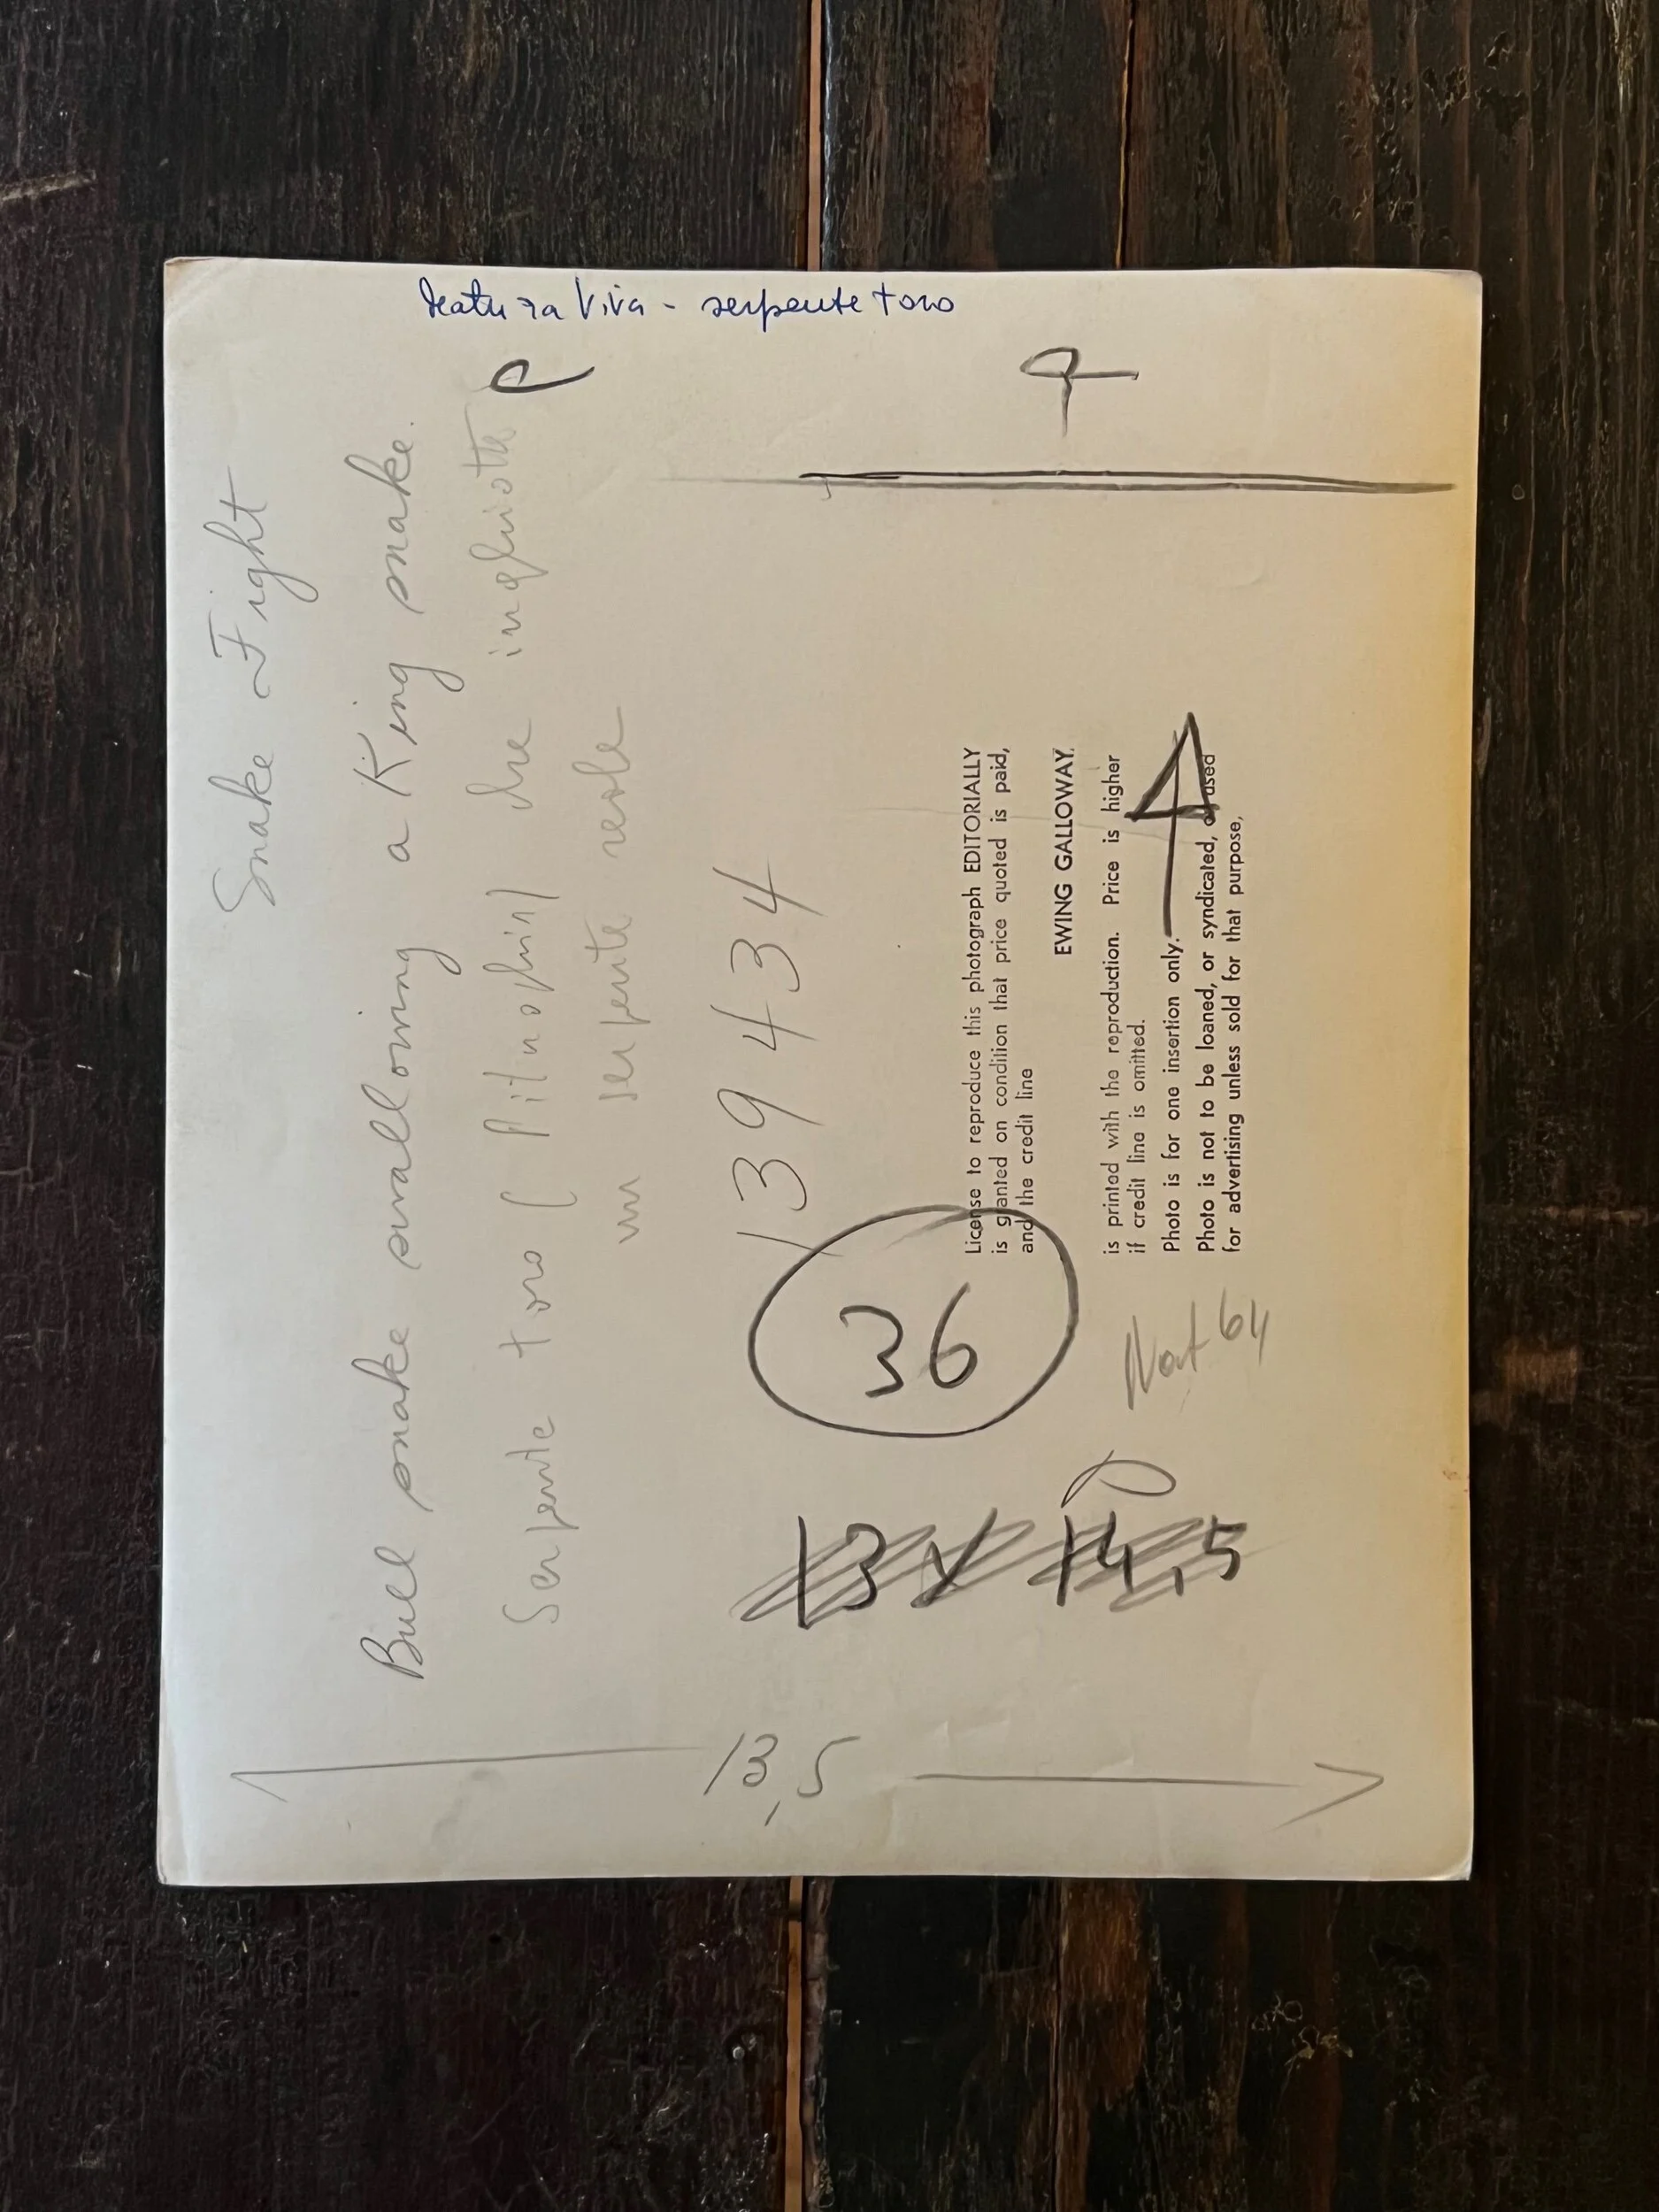 Natura Viva - serpente toro
Snake Fight
Bull snake swallowing a King snake.
Serpente toro (Pituophis) che inghiotte
un serpente reale
139434
License to reproduce this photograph EDITORIALLY
is granted on condition that price quoted is paid,
and the credit line
EWING GALLOWAY.
is printed with the reproduction. Price is higher
if credit line is omitted.
Photo is for one insertion only.
Photo is not to be loaned, or syndicated, or used
for advertising unless sold for that purpose,
36
Nat 64
13 x 14,5
13,5